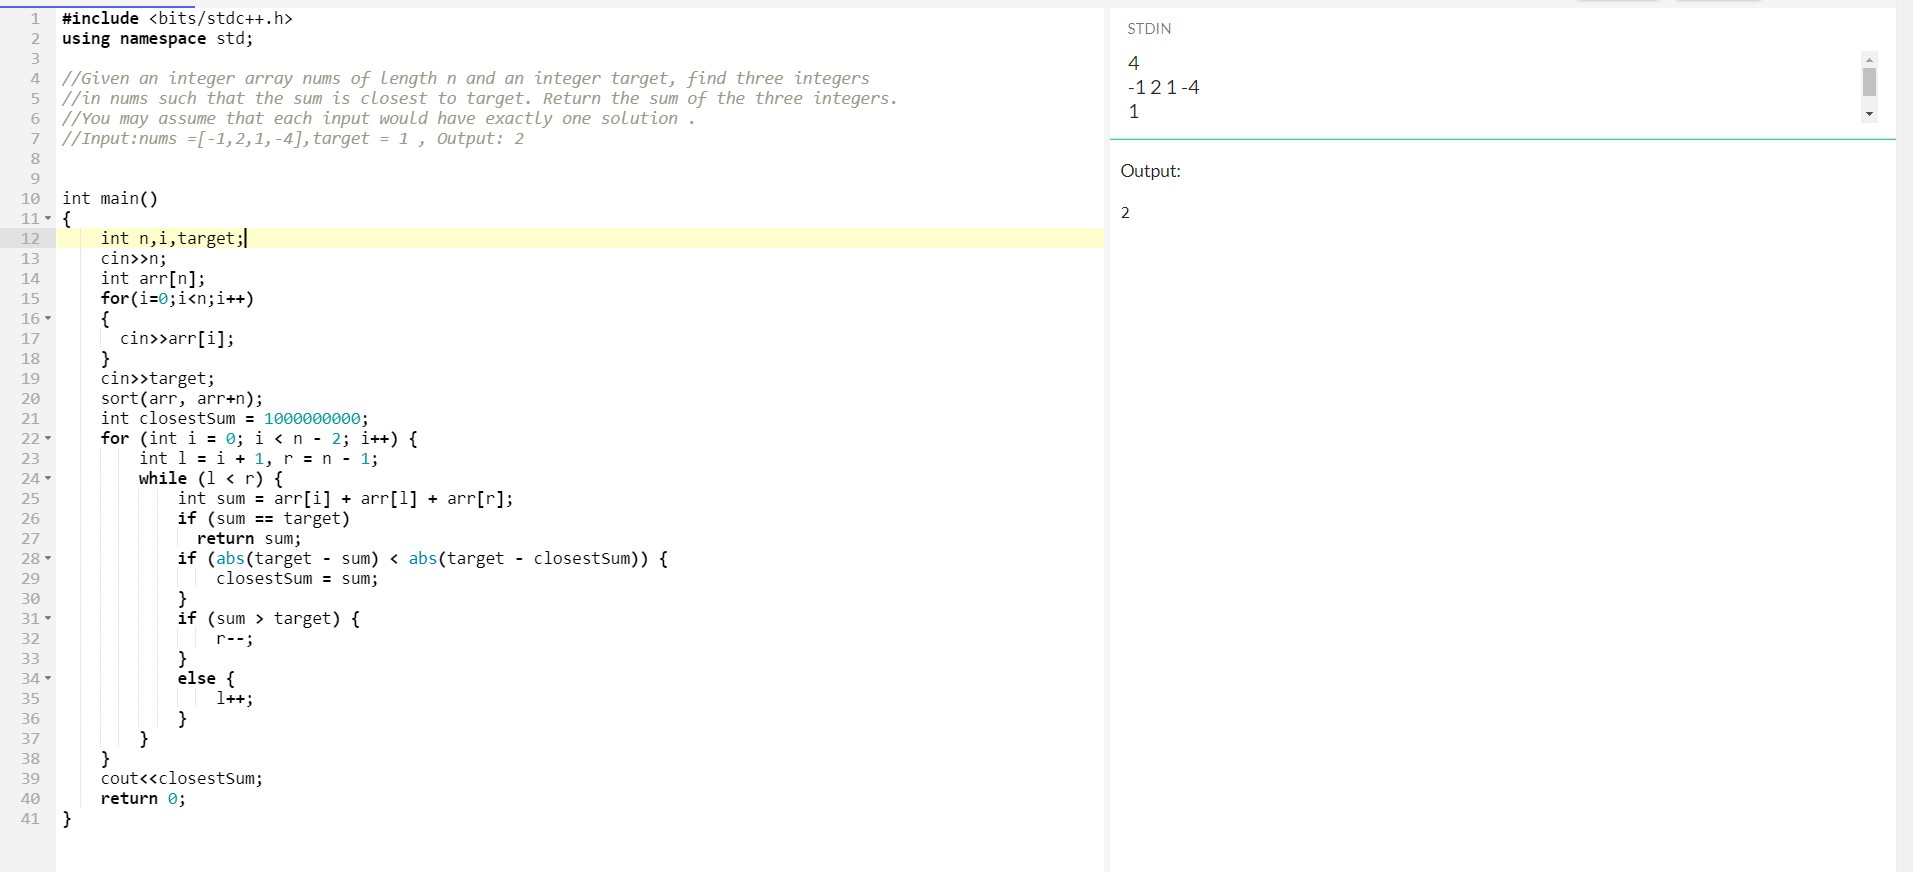 1 #include <bits/stdc++.h>
2 using namespace std;
3
4 //Given an integer array nums of length n and an integer target, find three integers
5 //in nums such that the sum is closest to target. Return the sum of the three integers.
6 //You may assume that each input would have exactly one solution .
7 //Input:nums =[-1,2,1,-4],target = 1 , Output: 2
8
9
10 int main()
11 {
12     int n,i,target;
13     cin>>n;
14     int arr[n];
15     for(i=0;i<n;i++)
16     {
17       cin>>arr[i];
18     }
19     cin>>target;
20     sort(arr, arr+n);
21     int closestSum = 1000000000;
22     for (int i = 0; i < n - 2; i++) {
23         int l = i + 1, r = n - 1;
24         while (l < r) {
25             int sum = arr[i] + arr[l] + arr[r];
26             if (sum == target)
27               return sum;
28             if (abs(target - sum) < abs(target - closestSum)) {
29                 closestSum = sum;
30             }
31             if (sum > target) {
32                 r--;
33             }
34             else {
35                 l++;
36             }
37         }
38     }
39     cout<<closestSum;
40     return 0;
41 }
STDIN
4
-1 2 1 -4
1
Output:
2